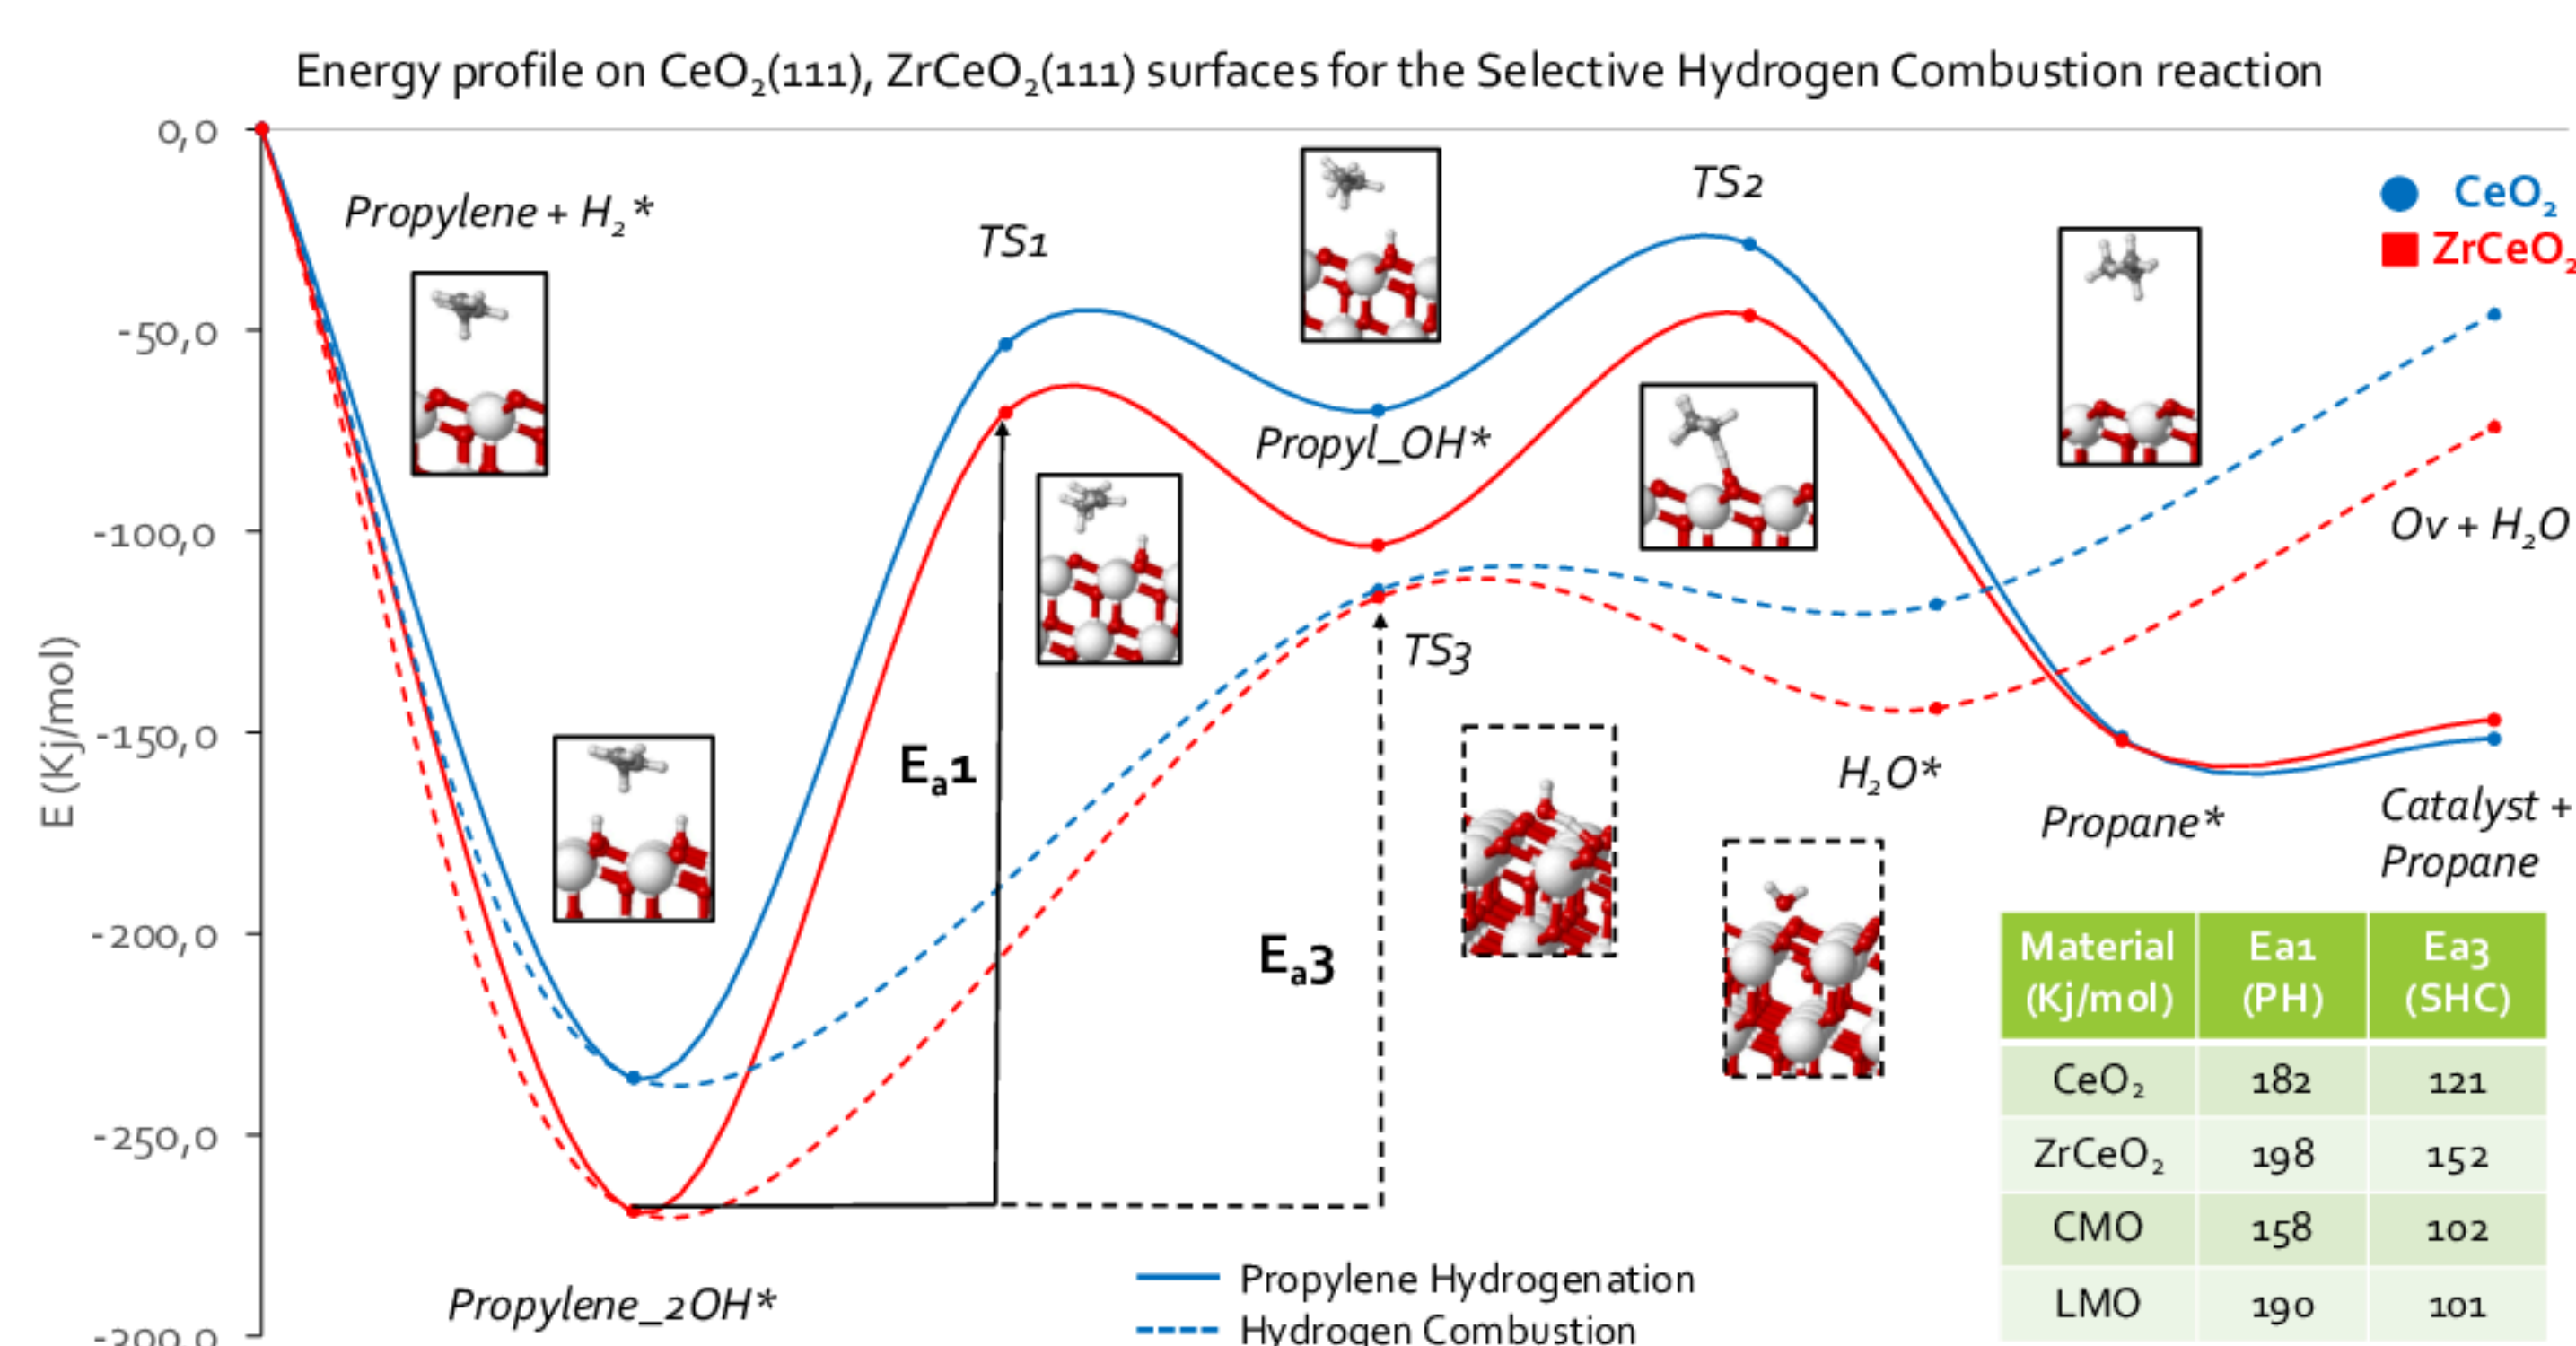 Energy profile on CeO₂(111), ZrCeO₂(111) surfaces for the Selective Hydrogen Combustion reaction
0,0
-50,0
-100,0
-150,0
-200,0
-250,0
-300,0
E (Kj/mol)
Propylene + H₂*
TS1
TS2
CeO₂
ZrCeO₂
Propyl_OH*
Ov + H₂O
TS3
Eₐ1
H₂O*
Propane*
Catalyst +
Propane
Eₐ3
Propylene_2OH*
Propylene Hydrogenation
Hydrogen Combustion
Material Ea1 Ea3
(Kj/mol) (PH) (SHC)
CeO₂ 182 121
ZrCeO₂ 198 152
CMO 158 102
LMO 190 101